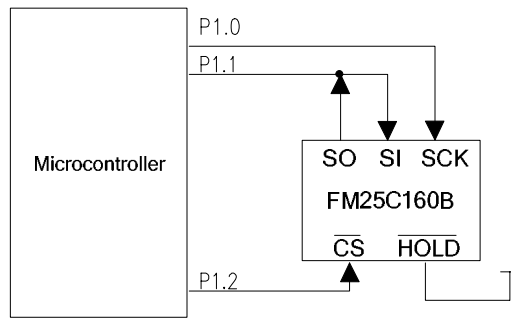 P1.0
P1.1
Microcontroller
SO SI SCK
FM25C160B
CS HOLD
P1.2